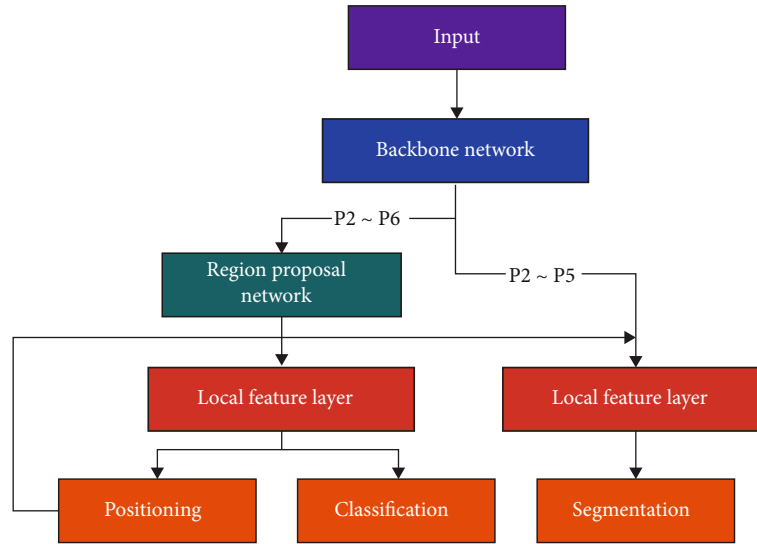 Input
Backbone network
P2 ~ P6
Region proposal
network
P2 ~ P5
Local feature layer
Local feature layer
Positioning
Classification
Segmentation